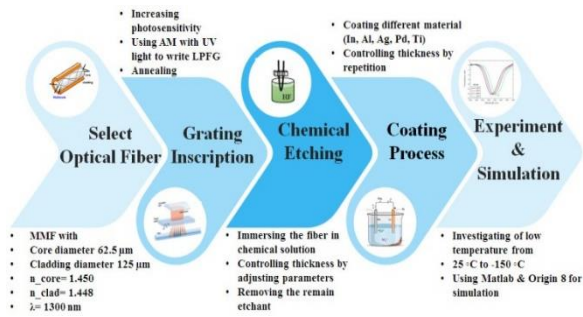 • Increasing
photosensitivity
• Using AM with UV
light to write LPFG
• Annealing
• Coating different material
(In, Al, Ag, Pd, Ti)
• Controlling thickness by
repetition
Select
Optical Fiber
Grating
Inscription
HF
Chemical
Etching
Coating
Process
Experiment
&
Simulation
• MMF with
• Core diameter 62.5 µm
• Cladding diameter 125 µm
• n_core= 1.450
• n_clad= 1.448
• λ= 1300 nm
• Immersing the fiber in
chemical solution
• Controlling thickness by
adjusting parameters
• Removing the remain
etchant
• Investigating of low
temperature from
25 °C to -150 °C
• Using Matlab & Origin 8 for
simulation